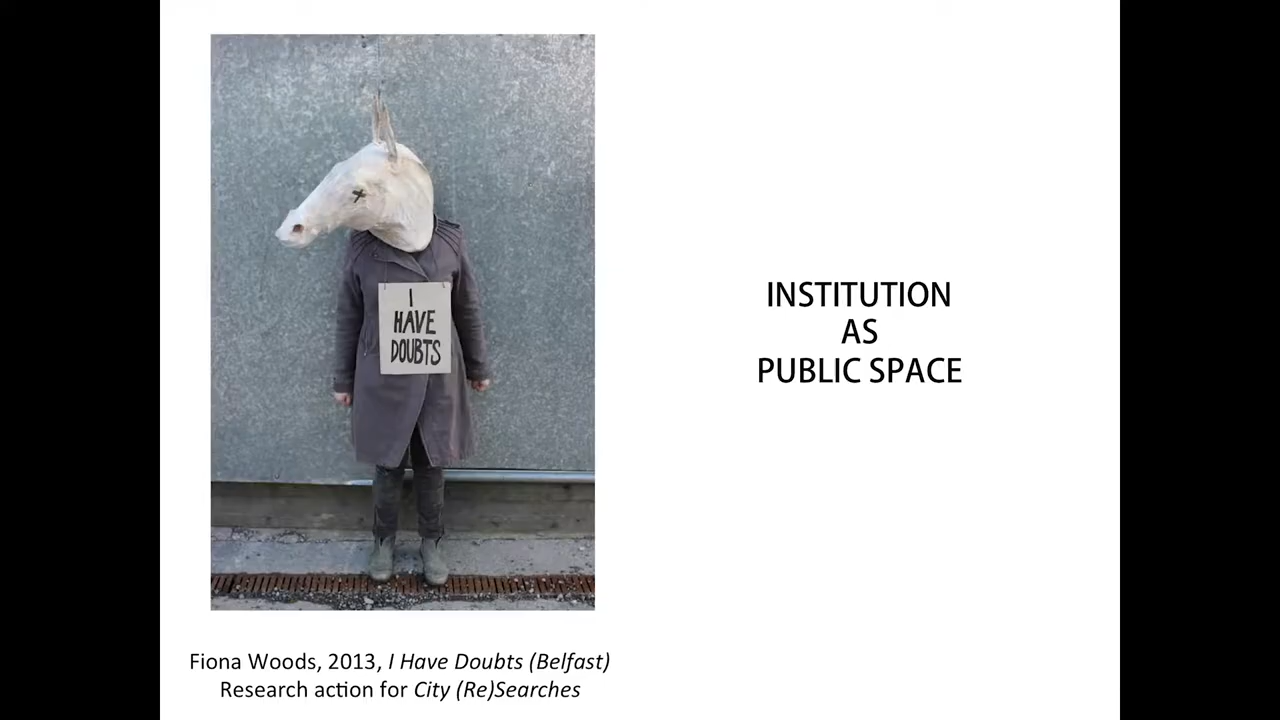 I
HAVE
DOUBTS
INSTITUTION
AS
PUBLIC SPACE
Fiona Woods, 2013, I Have Doubts (Belfast)
Research action for City (Re)Searches